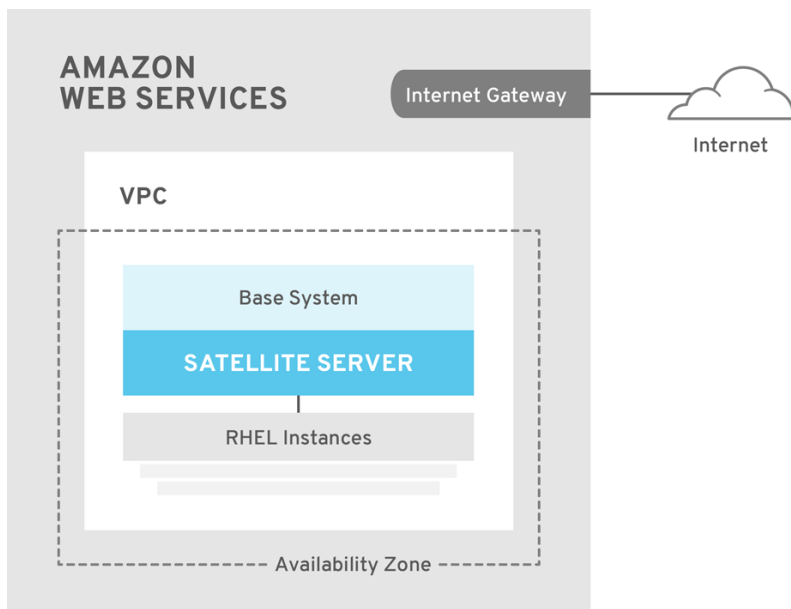 AMAZON
WEB SERVICES
Internet Gateway
Internet
VPC
Base System
SATELLITE SERVER
RHEL Instances
Availability Zone